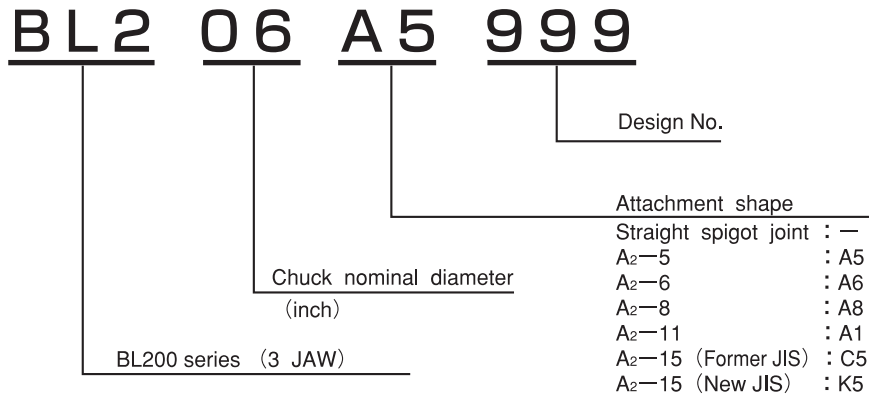 BL2 06 A5 999
Design No.
Attachment shape
Straight spigot joint : —
A₂—5 : A5
A₂—6 : A6
A₂—8 : A8
A₂—11 : A1
A₂—15 (Former JIS) : C5
A₂—15 (New JIS) : K5
Chuck nominal diameter
(inch)
BL200 series (3 JAW)